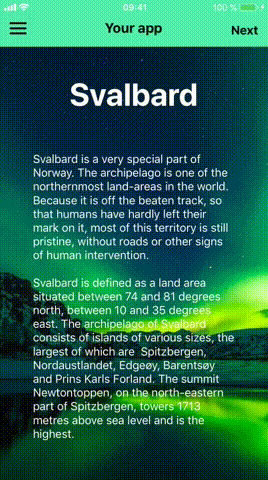 09:41
100 %
Your app
Next
Svalbard
Svalbard is a very special part of
Norway. The archipelago is one of the
northernmost land-areas in the world.
Because it is off the beaten track, so
that humans have hardly left their
mark on it, most of this territory is still
pristine, without roads or other signs
of human intervention.
Svalbard is defined as a land area
situated between 74 and 81 degrees
north, between 10 and 35 degrees
east. The archipelago of Svalbard
consists of islands of various sizes, the
largest of which are Spitzbergen,
Nordaustlandet, Edgeøy, Barentsøy
and Prins Karls Forland. The summit
Newtontoppen, on the north-eastern
part of Spitzbergen, towers 1713
metres above sea level and is the
highest.